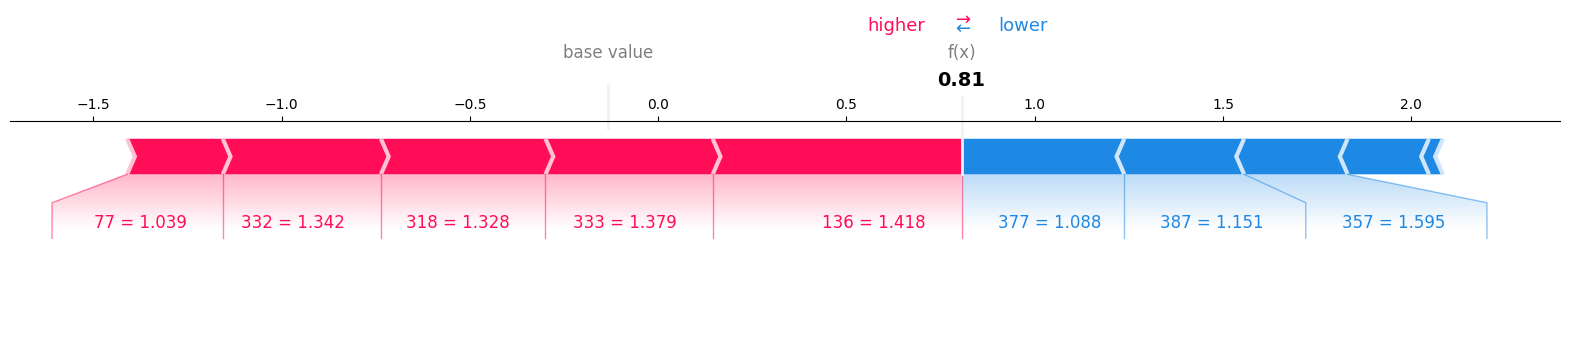 higher ⇄ lower
base value f(x)
0.81
−1.5 −1.0 −0.5 0.0 0.5 1.0 1.5 2.0
77 = 1.039 332 = 1.342 318 = 1.328 333 = 1.379 136 = 1.418 377 = 1.088 387 = 1.151 357 = 1.595